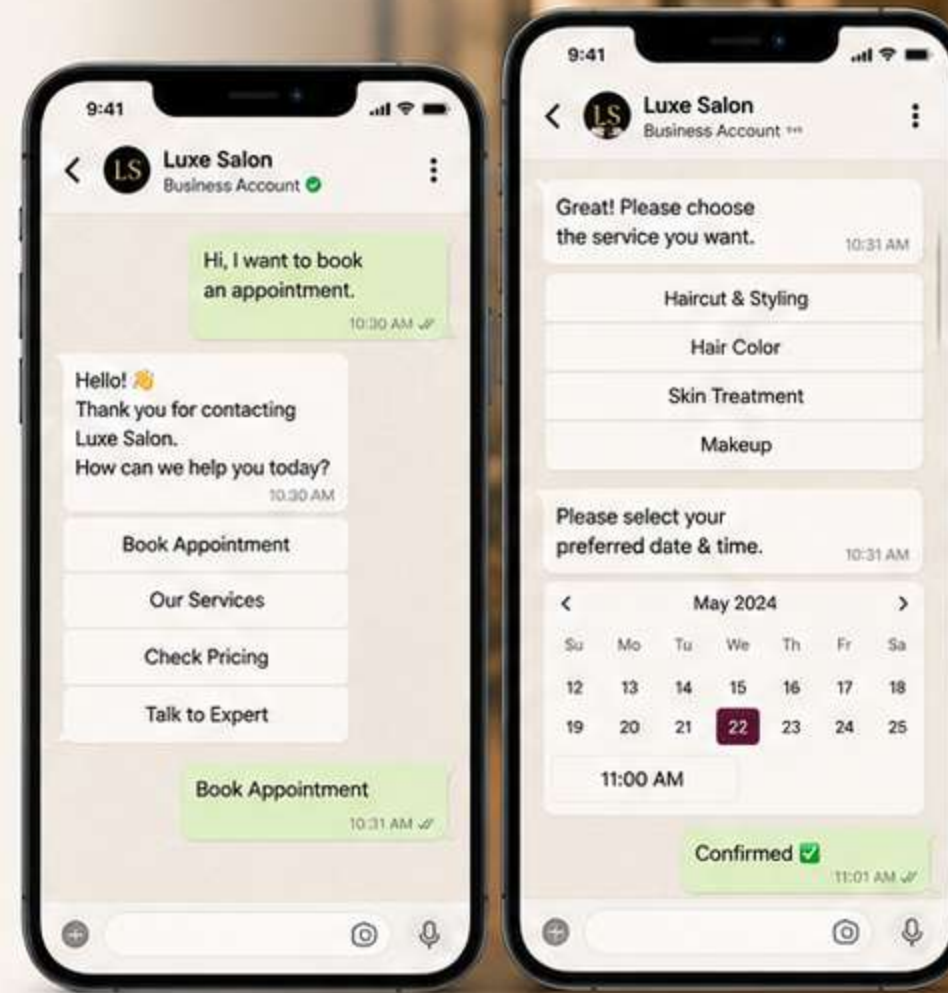 9:41
LS
Luxe Salon
Business Account
Hi, I want to book
an appointment.
10:30 AM
Hello! 👋
Thank you for contacting
Luxe Salon.
How can we help you today?
10:30 AM
Book Appointment
Our Services
Check Pricing
Talk to Expert
Book Appointment
10:31 AM
9:41
LS
Luxe Salon
Business Account
Great! Please choose
the service you want.
10:31 AM
Haircut & Styling
Hair Color
Skin Treatment
Makeup
Please select your
preferred date & time.
10:31 AM
< May 2024 >
Su Mo Tu We Th Fr Sa
12 13 14 15 16 17 18
19 20 21 22 23 24 25
11:00 AM
Confirmed ✅
11:01 AM